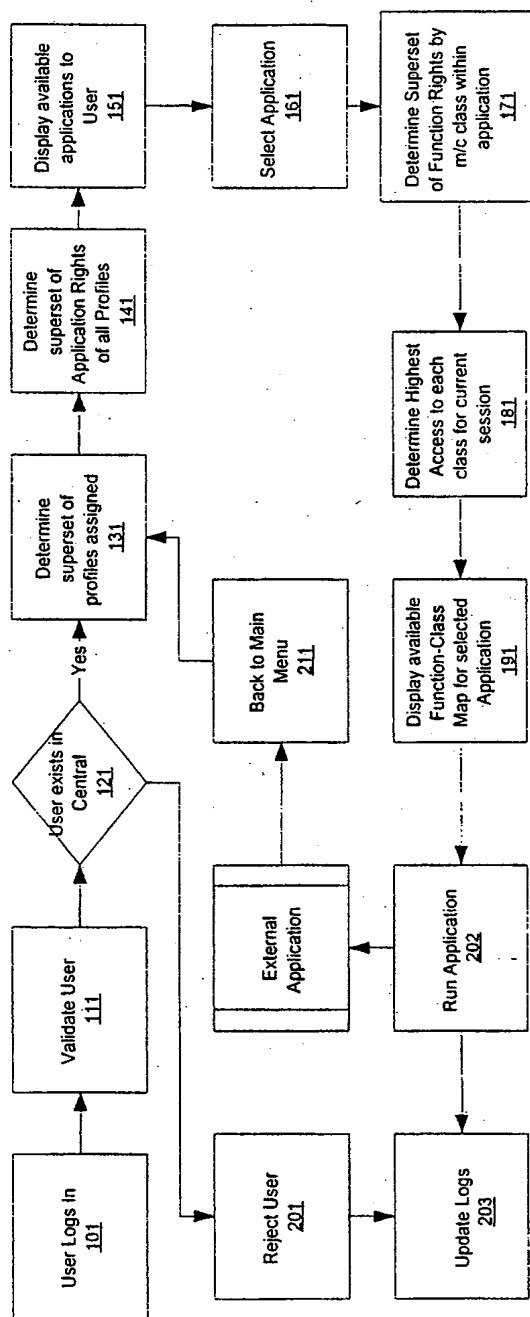 User Logs In
101
Validate User
111
User exists in
Central
121
Yes
Determine
superset of
profiles assigned
131
Determine
superset of
Application Rights
of all Profiles
141
Display available
applications to
User
151
Select Application
161
Determine Superset
of Function Rights by
m/c class within
application
171
Determine Highest
Access to each
class for current
session
181
Display available
Function-Class
Map for selected
Application
191
Run Application
202
External
Application
Back to Main
Menu
211
Reject User
201
Update Logs
203